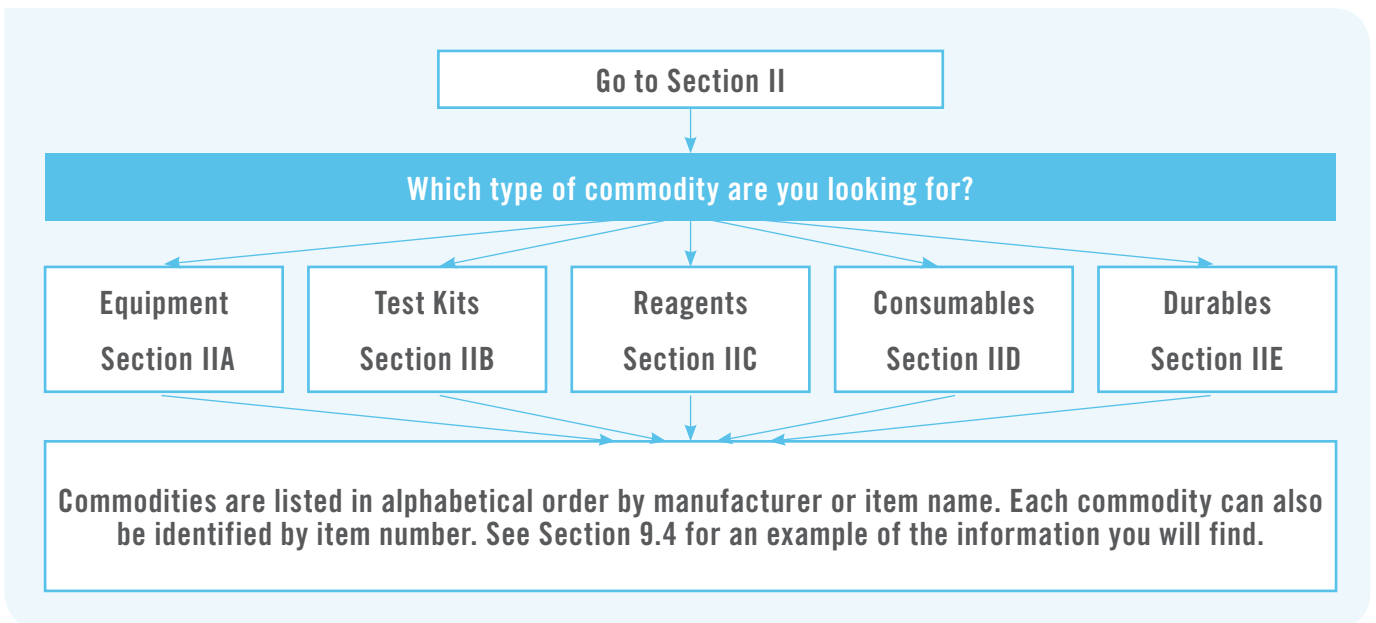 Go to Section II
Which type of commodity are you looking for?
Equipment
Section IIA
Test Kits
Section IIB
Reagents
Section IIC
Consumables
Section IID
Durables
Section IIE
Commodities are listed in alphabetical order by manufacturer or item name. Each commodity can also
be identified by item number. See Section 9.4 for an example of the information you will find.